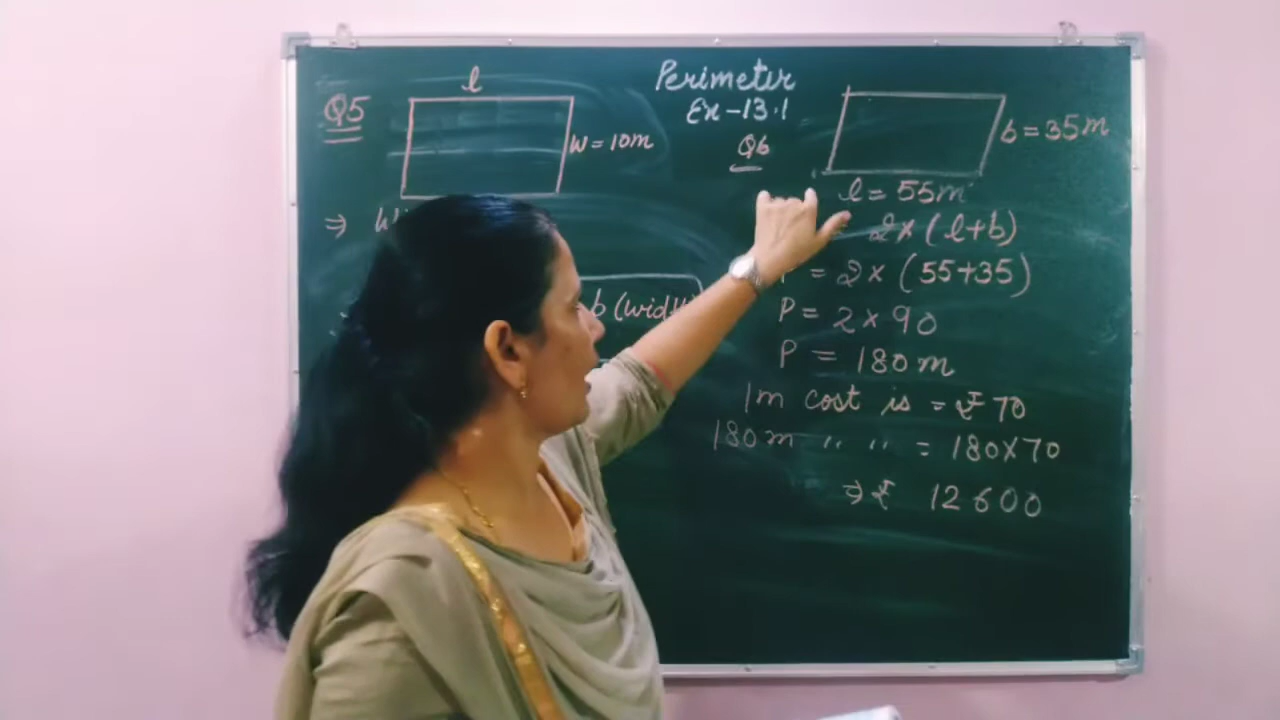 Perimeter
Ex-13.1
Q5
l
W = 10m
⇒
b (width)
Q6
b = 35m
l = 55m
2 × (l+b)
= 2 × (55+35)
P = 2 × 90
P = 180 m
1m cost is = ₹ 70
180 m " " = 180×70
⇒ ₹ 12600